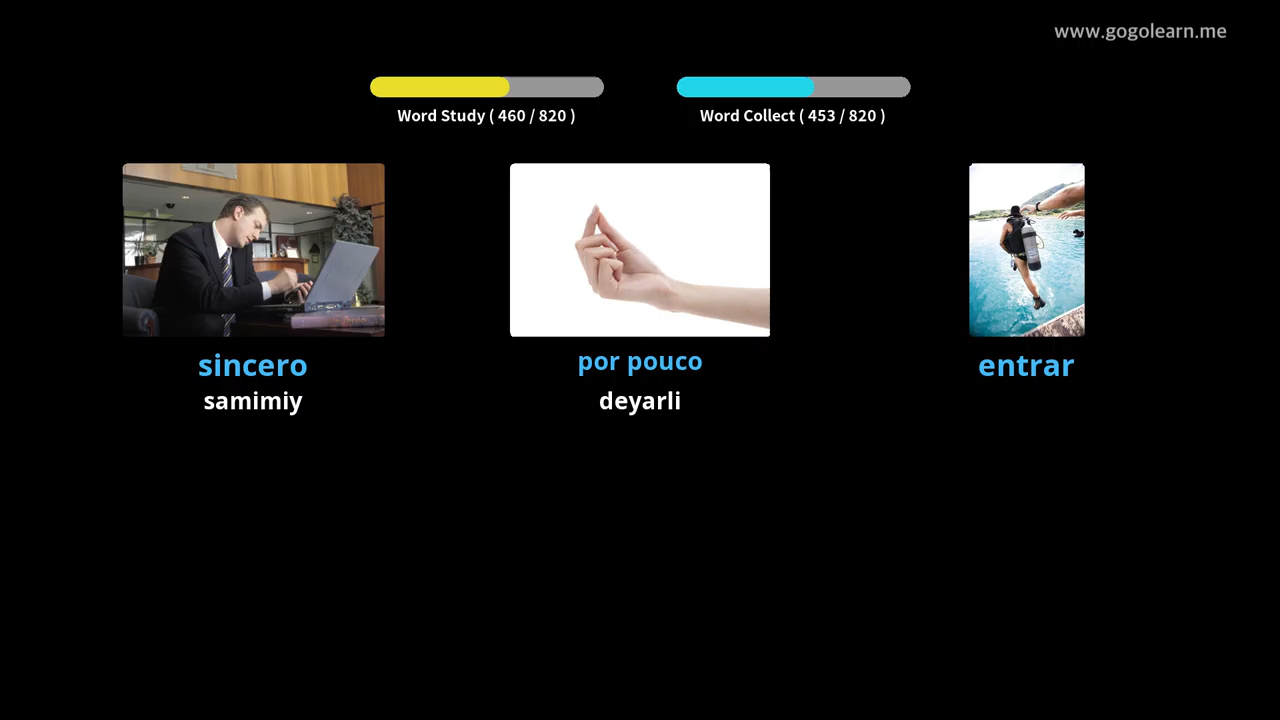 www.gogolearn.me
Word Study ( 460 / 820 )
Word Collect ( 453 / 820 )
sincero
samimiy
por pouco
deyarli
entrar